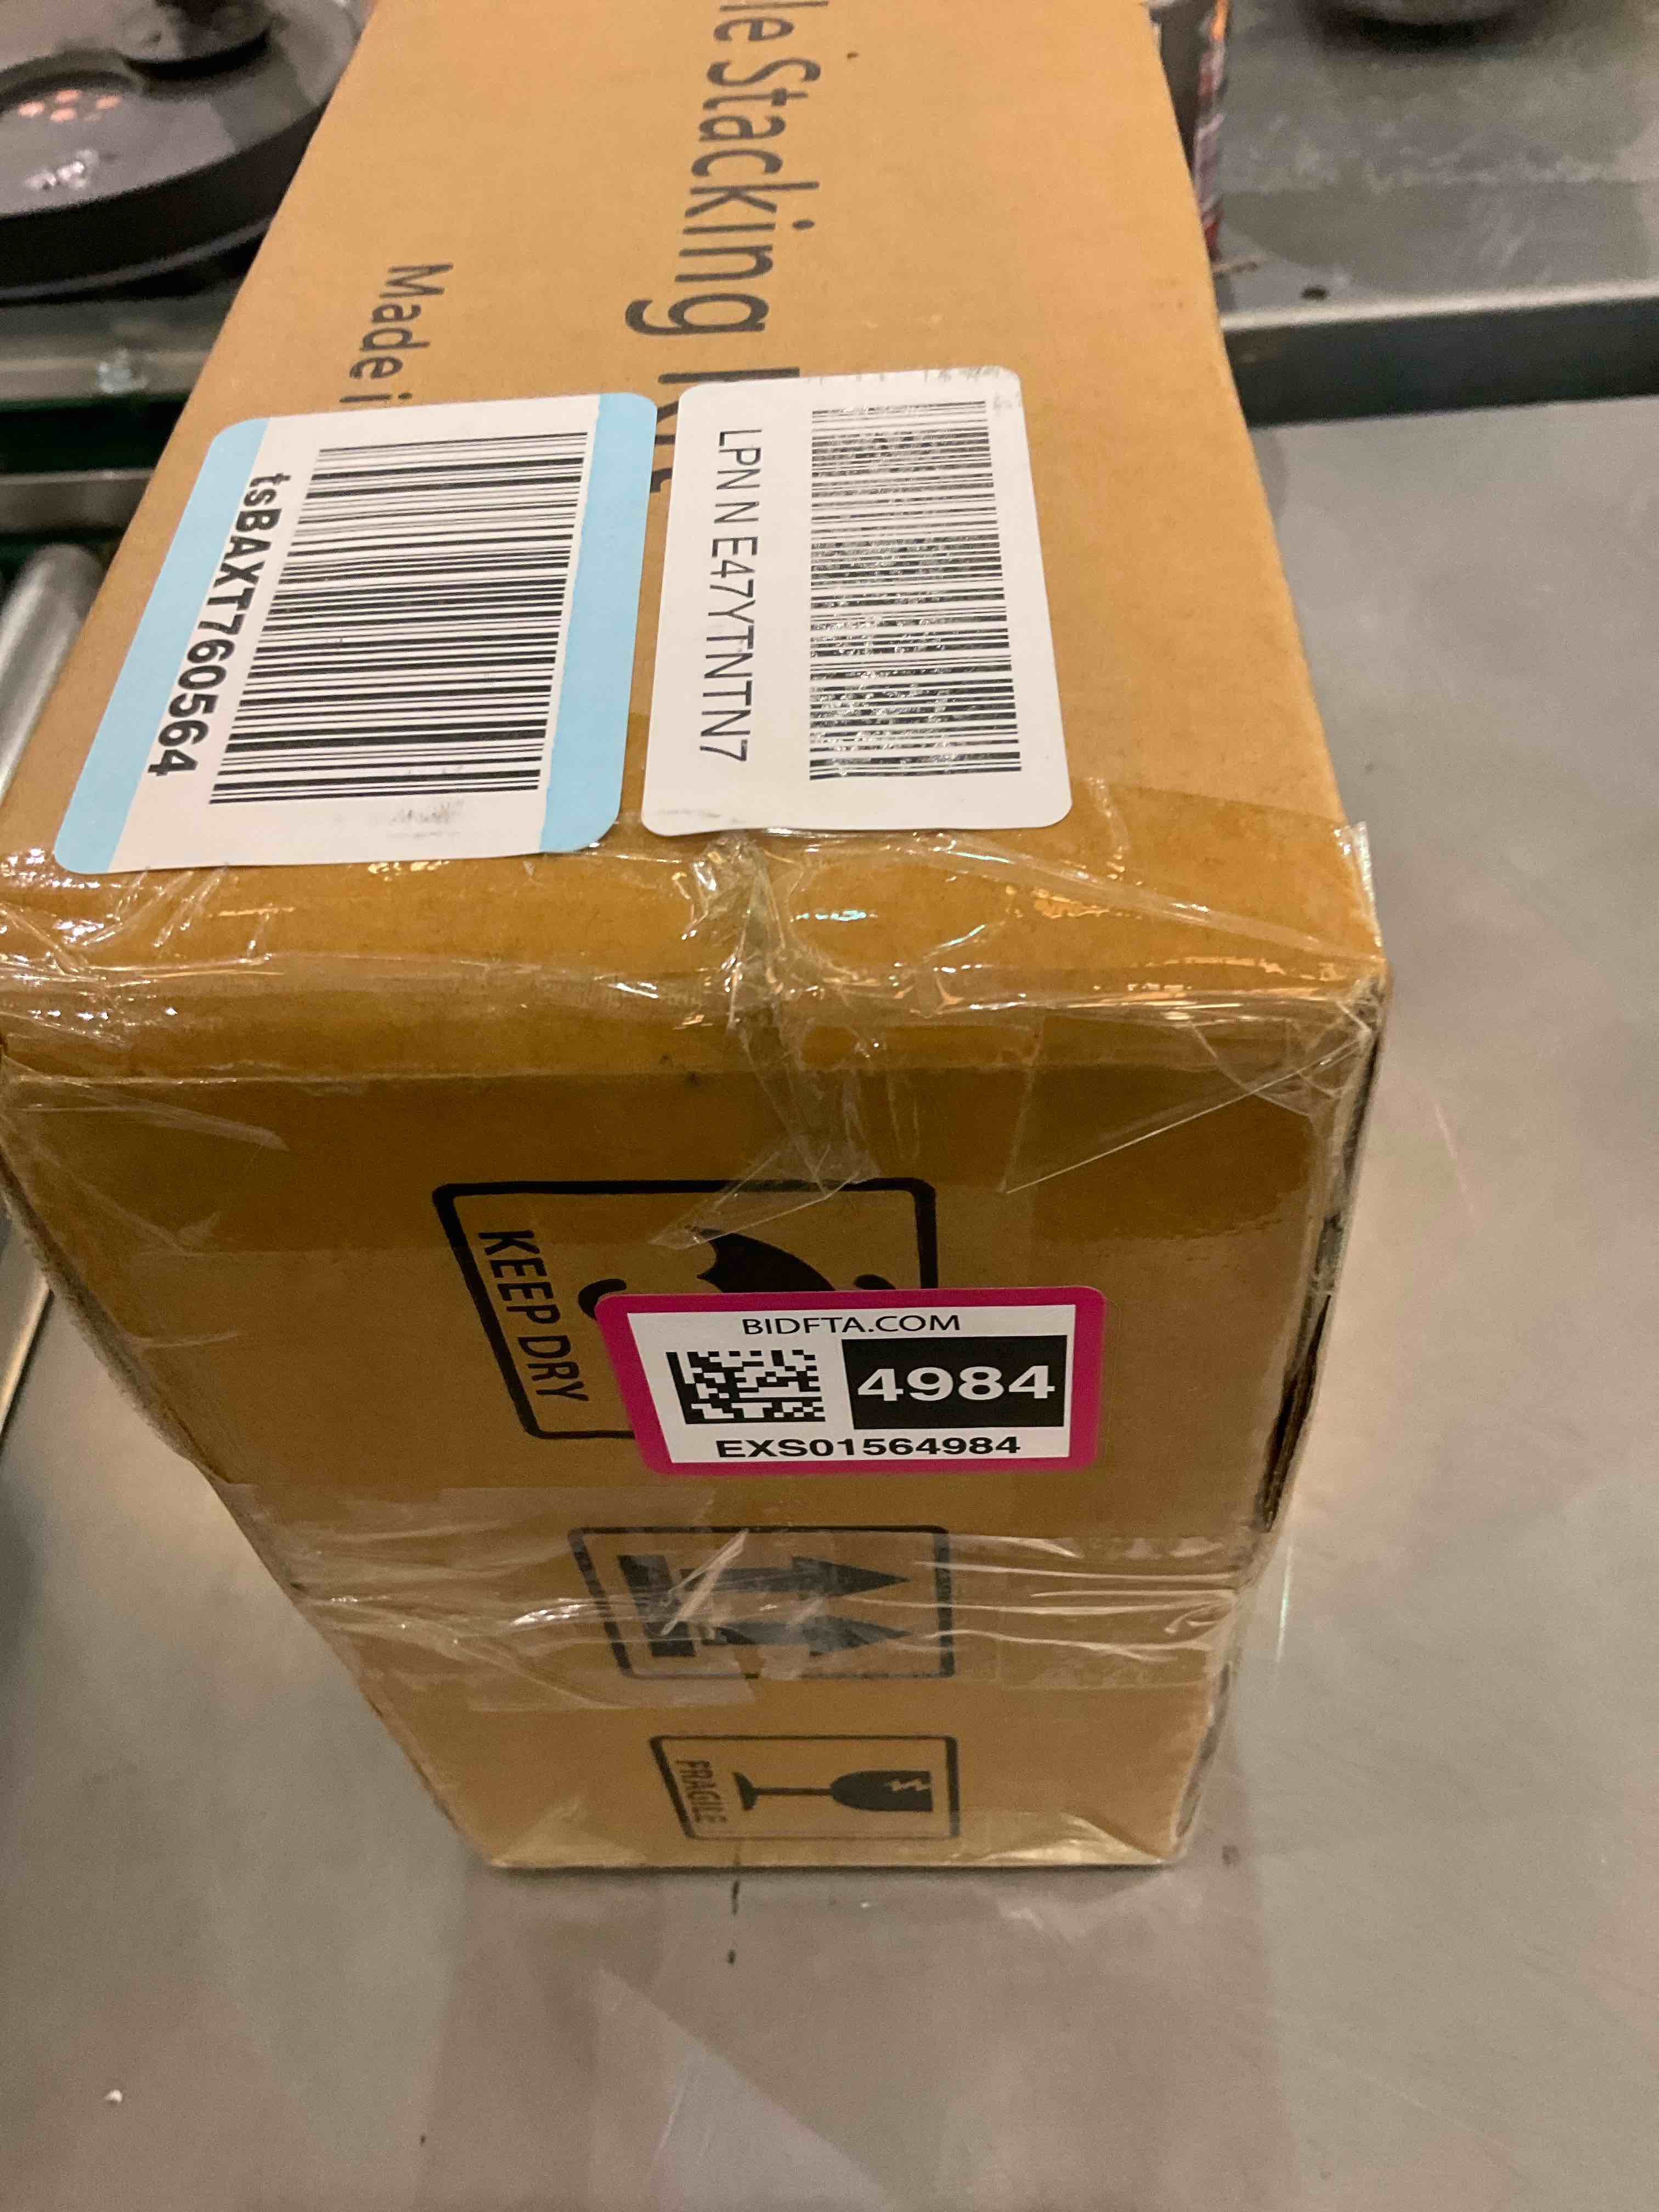 le Stacking
Made i
tsBAXT760564
LPN N E47YTNTN7
KEEP DRY
BIDFTA.COM
4984
EXS01564984
FRAGILE